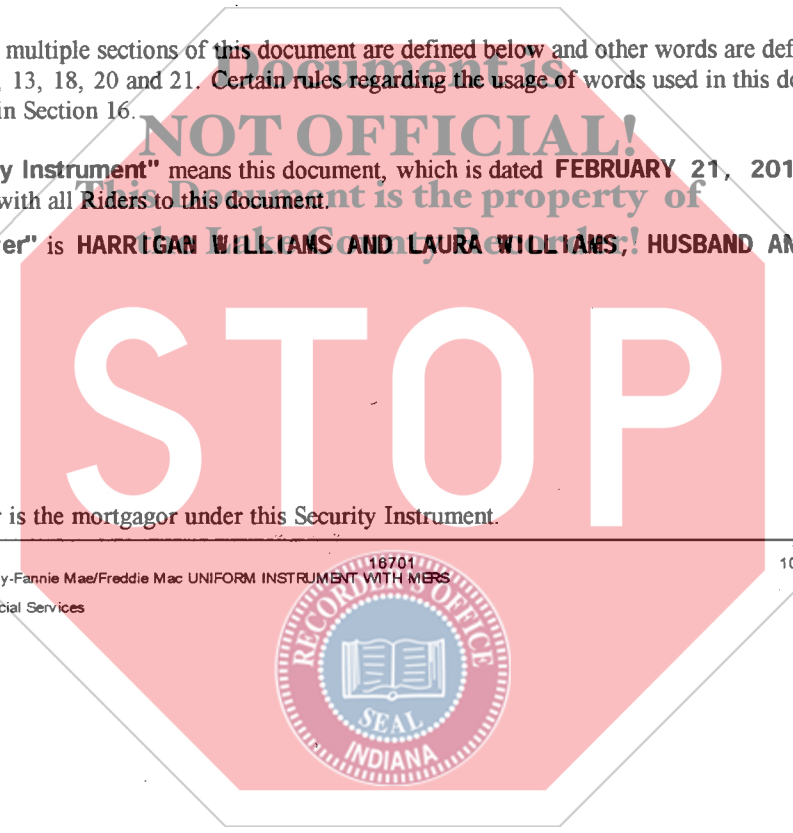 multiple sections of this document are defined below and other words are def
, 13, 18, 20 and 21. Certain rules regarding the usage of words used in this do
in Section 16.
Document is
NOT OFFICIAL!
y Instrument" means this document, which is dated FEBRUARY 21, 201
This Document is the property of
with all Riders to this document.
the Lake County Recorder!
er" is HARRIGAN WILLIAMS AND LAURA WILLIAMS, HUSBAND AN
STOP
r is the mortgagor under this Security Instrument.
16701
10
y-Fannie Mae/Freddie Mac UNIFORM INSTRUMENT WITH MERS
cial Services
RECORDER'S OFFICE
SEAL
INDIANA